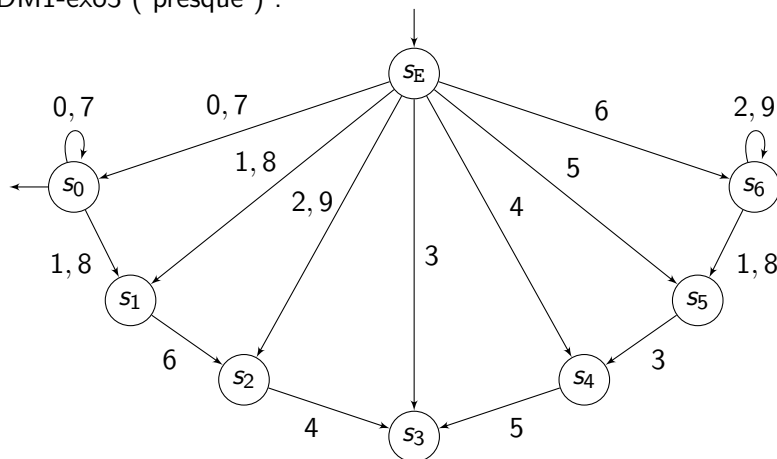 DM1-exo3 ("presque") :
s_E
0, 7
0, 7
6
2, 9
1, 8
5
s_0
2, 9
4
s_6
1, 8
3
1, 8
s_1
s_5
6
3
s_2
s_4
4
5
s_3